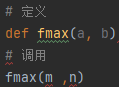 # 定义
def fmax(a, b)
# 调用
fmax(m ,n)